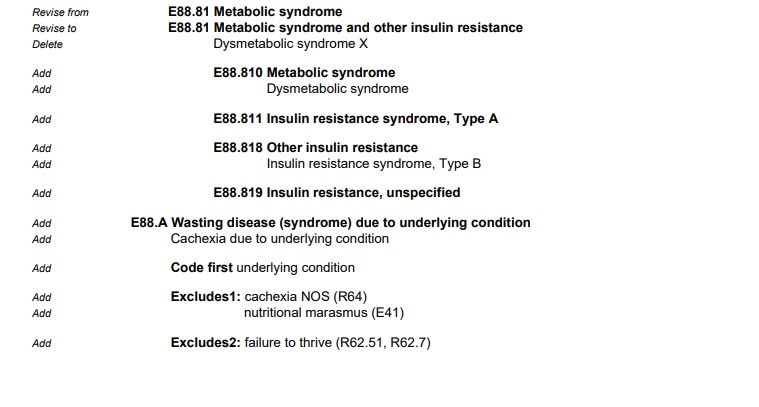 Revise from E88.81 Metabolic syndrome
Revise to E88.81 Metabolic syndrome and other insulin resistance
Delete Dysmetabolic syndrome X
Add E88.810 Metabolic syndrome
Add Dysmetabolic syndrome
Add E88.811 Insulin resistance syndrome, Type A
Add E88.818 Other insulin resistance
Add Insulin resistance syndrome, Type B
Add E88.819 Insulin resistance, unspecified
Add E88.A Wasting disease (syndrome) due to underlying condition
Add Cachexia due to underlying condition
Add Code first underlying condition
Add Excludes1: cachexia NOS (R64)
Add nutritional marasmus (E41)
Add Excludes2: failure to thrive (R62.51, R62.7)